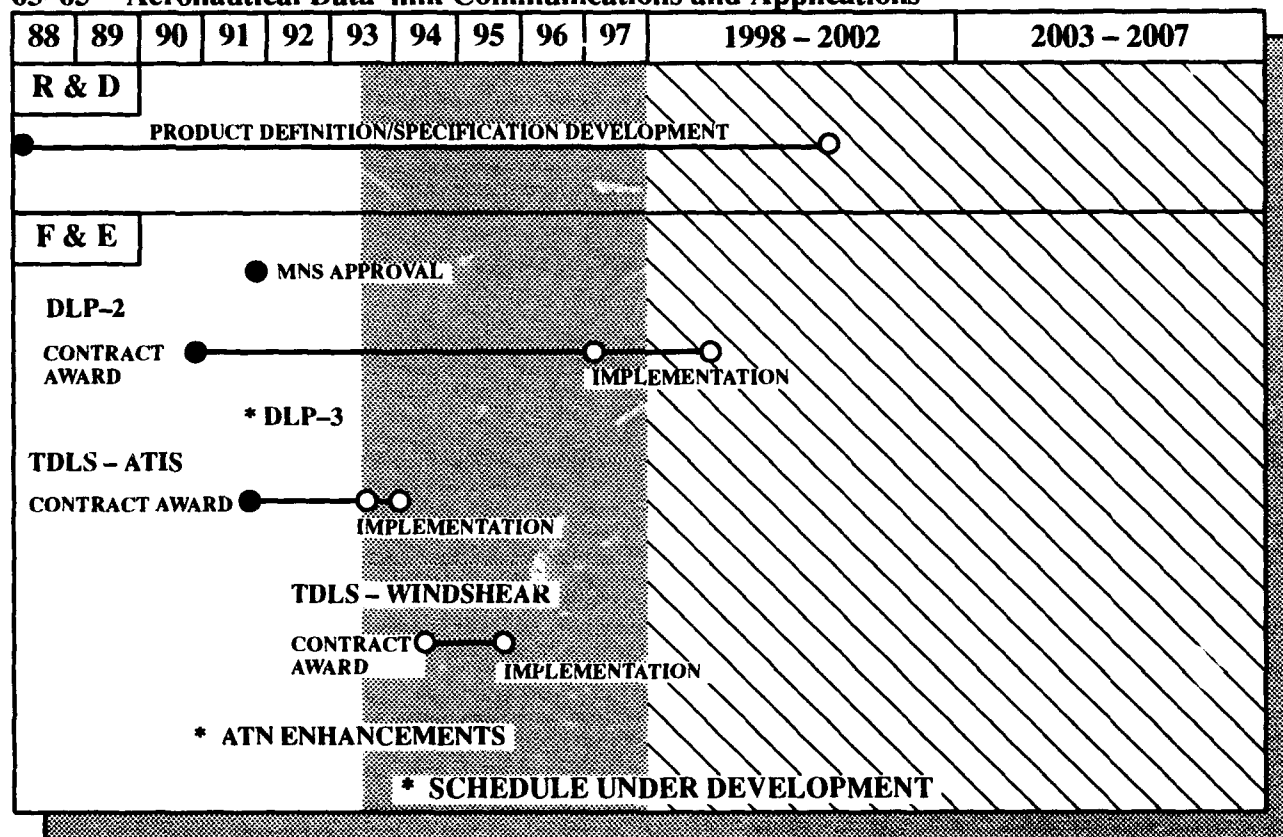 Aeronautical Data Communications and Applications
88 89 90 91 92 93 94 95 96 97 1998 – 2002 2003 – 2007
R & D
PRODUCT DEFINITION/SPECIFICATION DEVELOPMENT
F & E
MNS APPROVAL
DLP–2
CONTRACT
AWARD
IMPLEMENTATION
* DLP–3
TDLS – ATIS
CONTRACT AWARD
IMPLEMENTATION
TDLS – WINDSHEAR
CONTRACT
AWARD
IMPLEMENTATION
* ATN ENHANCEMENTS
* SCHEDULE UNDER DEVELOPMENT